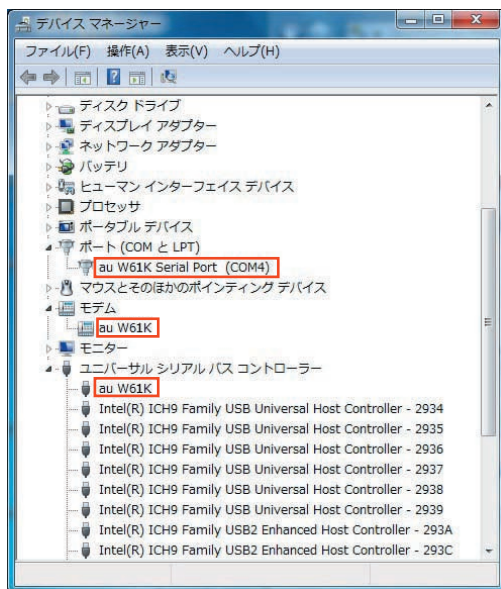 デバイス マネージャー
ファイル(F) 操作(A) 表示(V) ヘルプ(H)
ディスク ドライブ
ディスプレイ アダプター
ネットワーク アダプター
バッテリ
ヒューマン インターフェイス デバイス
プロセッサ
ポータブル デバイス
ポート (COM と LPT)
au W61K Serial Port (COM4)
マウスとそのほかのポインティング デバイス
モデム
au W61K
モニター
ユニバーサル シリアル バス コントローラー
au W61K
Intel(R) ICH9 Family USB Universal Host Controller - 2934
Intel(R) ICH9 Family USB Universal Host Controller - 2935
Intel(R) ICH9 Family USB Universal Host Controller - 2936
Intel(R) ICH9 Family USB Universal Host Controller - 2937
Intel(R) ICH9 Family USB Universal Host Controller - 2938
Intel(R) ICH9 Family USB Universal Host Controller - 2939
Intel(R) ICH9 Family USB2 Enhanced Host Controller - 293A
Intel(R) ICH9 Family USB2 Enhanced Host Controller - 293C